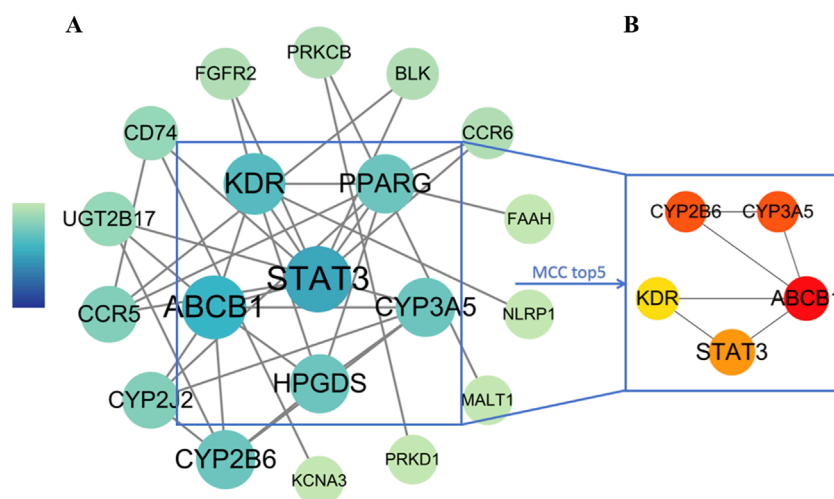 A
B
PRKCB
FGFR2
BLK
CD74
CCR6
KDR
PPARG
UGT2B17
FAAH
STAT3
ABCB1
CCR5
CYP3A5
NLRP1
HPGDS
CYP2J2
MALT1
CYP2B6
PRKD1
KCNA3
MCC top5
CYP2B6
CYP3A5
KDR
ABCB1
STAT3